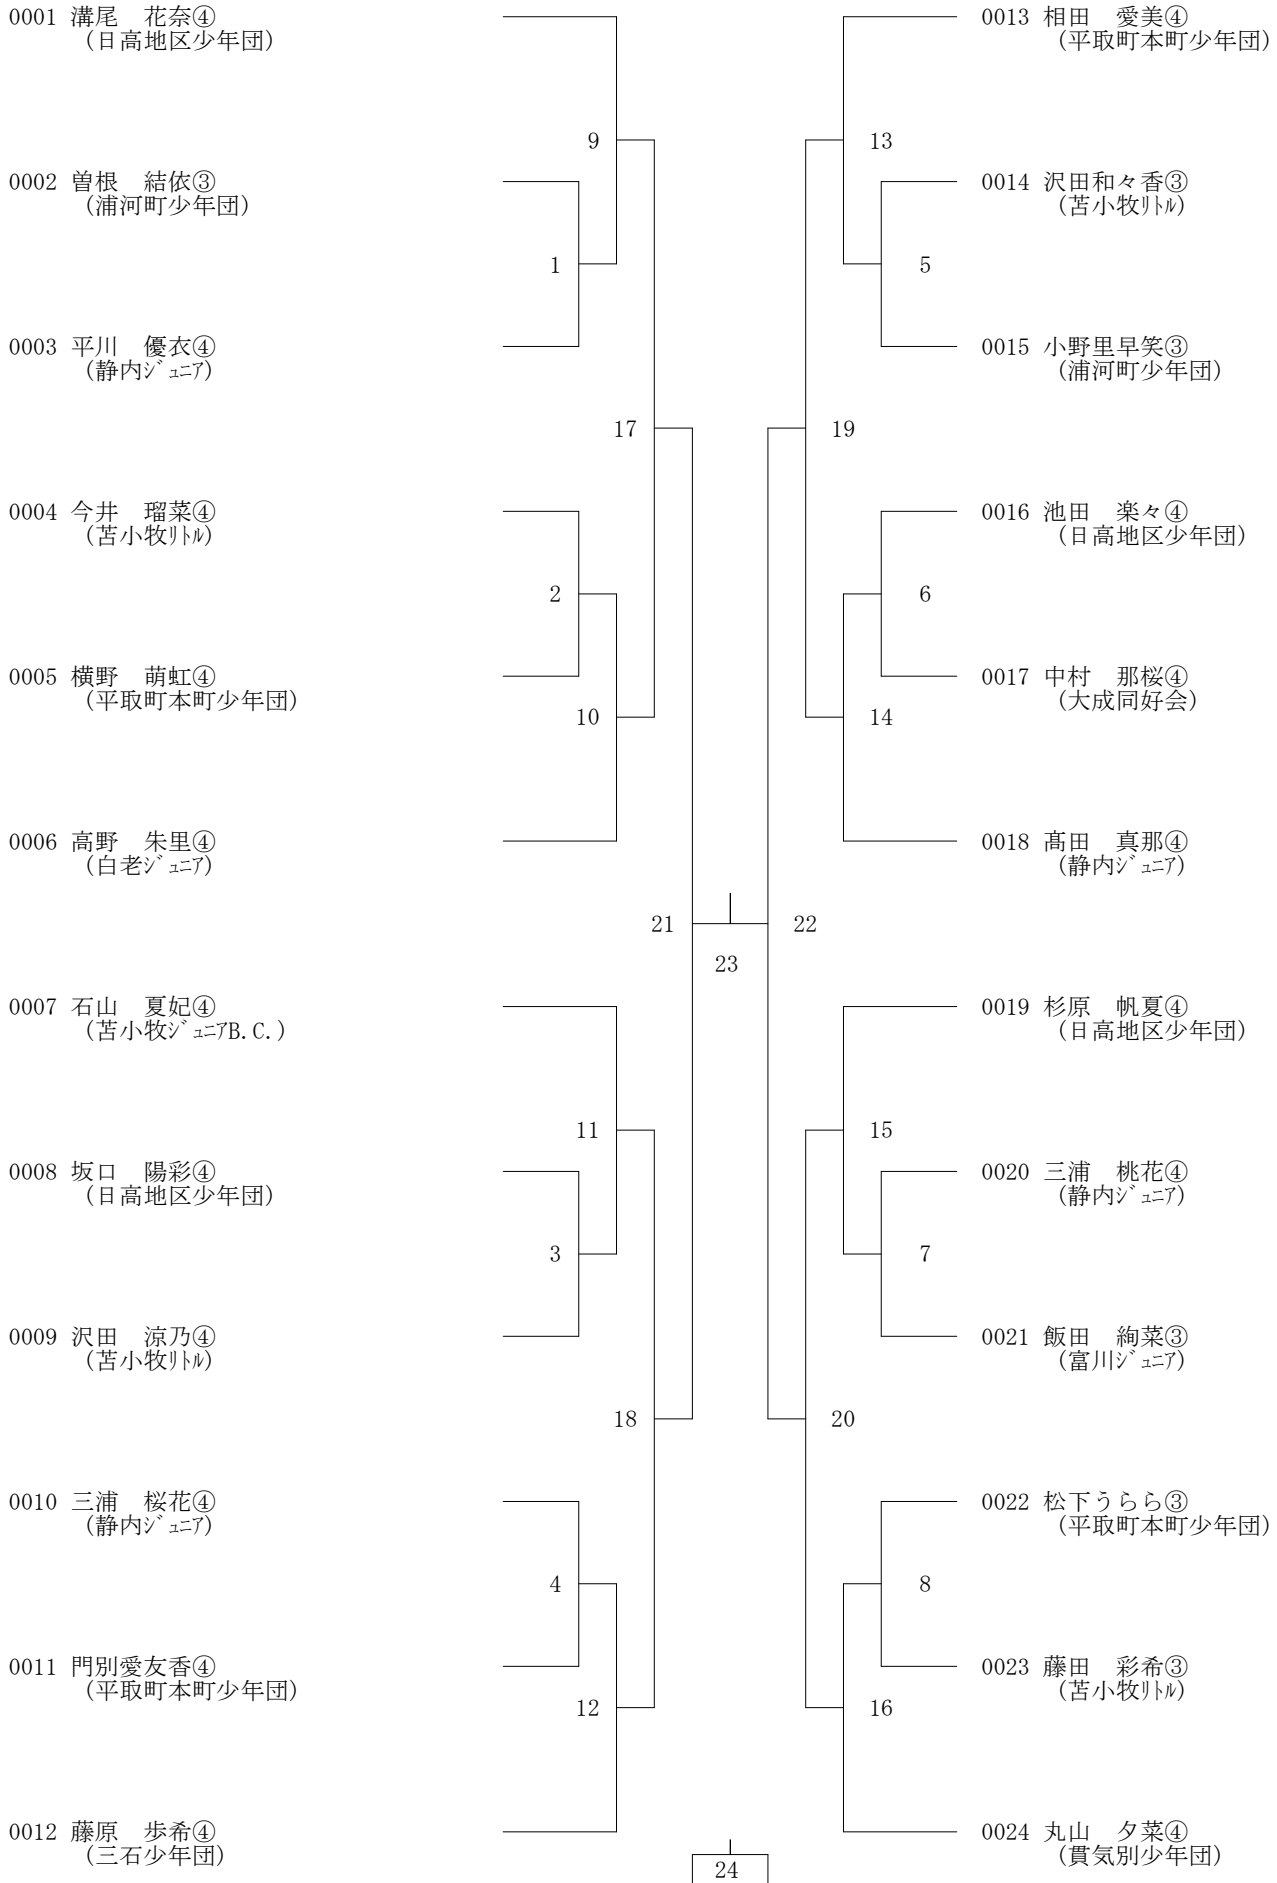 0001 溝尾　花奈④
(日高地区少年団)
9
0002 曽根　結依③
(浦河町少年団)
1
0003 平川　優衣④
(静内ｼﾞｭﾆｱ)
17
0004 今井　瑠菜④
(苫小牧ﾘﾄﾙ)
2
0005 横野　萌虹④
(平取町本町少年団)
10
0006 高野　朱里④
(白老ｼﾞｭﾆｱ)
21
0007 石山　夏妃④
(苫小牧ｼﾞｭﾆｱB.C.)
11
0008 坂口　陽彩④
(日高地区少年団)
3
0009 沢田　涼乃④
(苫小牧ﾘﾄﾙ)
18
0010 三浦　桜花④
(静内ｼﾞｭﾆｱ)
4
0011 門別愛友香④
(平取町本町少年団)
12
0012 藤原　歩希④
(三石少年団)
23
24
0013 相田　愛美④
(平取町本町少年団)
13
0014 沢田和々香③
(苫小牧ﾘﾄﾙ)
5
0015 小野里早笑③
(浦河町少年団)
19
0016 池田　楽々④
(日高地区少年団)
6
0017 中村　那桜④
(大成同好会)
14
0018 髙田　真那④
(静内ｼﾞｭﾆｱ)
22
0019 杉原　帆夏④
(日高地区少年団)
15
0020 三浦　桃花④
(静内ｼﾞｭﾆｱ)
7
0021 飯田　絢菜③
(富川ｼﾞｭﾆｱ)
20
0022 松下うらら③
(平取町本町少年団)
8
0023 藤田　彩希③
(苫小牧ﾘﾄﾙ)
16
0024 丸山　夕菜④
(貫気別少年団)